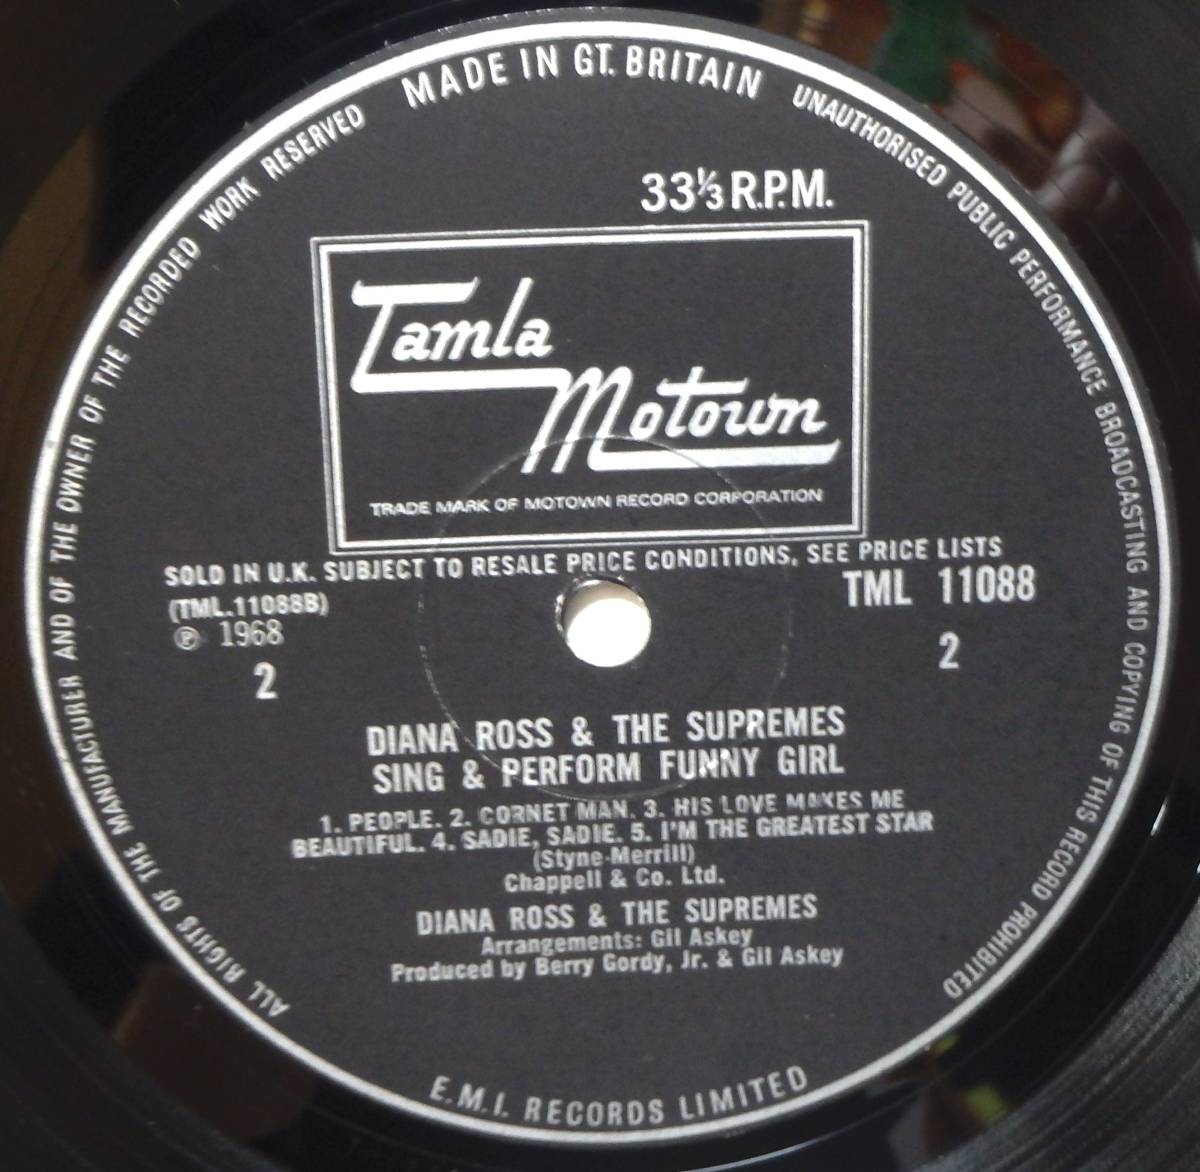 MADE IN GT. BRITAIN
UNAUTHORISED PUBLIC PERFORMANCE BROADCASTING AND COPYING OF THIS RECORD PROHIBITED
ALL RIGHTS OF THE MANUFACTURER AND OF THE OWNER OF THE RECORDED WORK RESERVED
33⅓ R.P.M.
Tamla
Motown
TRADE MARK OF MOTOWN RECORD CORPORATION
SOLD IN U.K. SUBJECT TO RESALE PRICE CONDITIONS, SEE PRICE LISTS
(TML.11088B)
TML 11088
℗ 1968
2
2
DIANA ROSS & THE SUPREMES
SING & PERFORM FUNNY GIRL
1. PEOPLE. 2. CORNET MAN. 3. HIS LOVE MAKES ME
BEAUTIFUL. 4. SADIE, SADIE. 5. I'M THE GREATEST STAR
(Styne-Merrill)
Chappell & Co. Ltd.
DIANA ROSS & THE SUPREMES
Arrangements: Gil Askey
Produced by Berry Gordy, Jr. & Gil Askey
E.M.I. RECORDS LIMITED